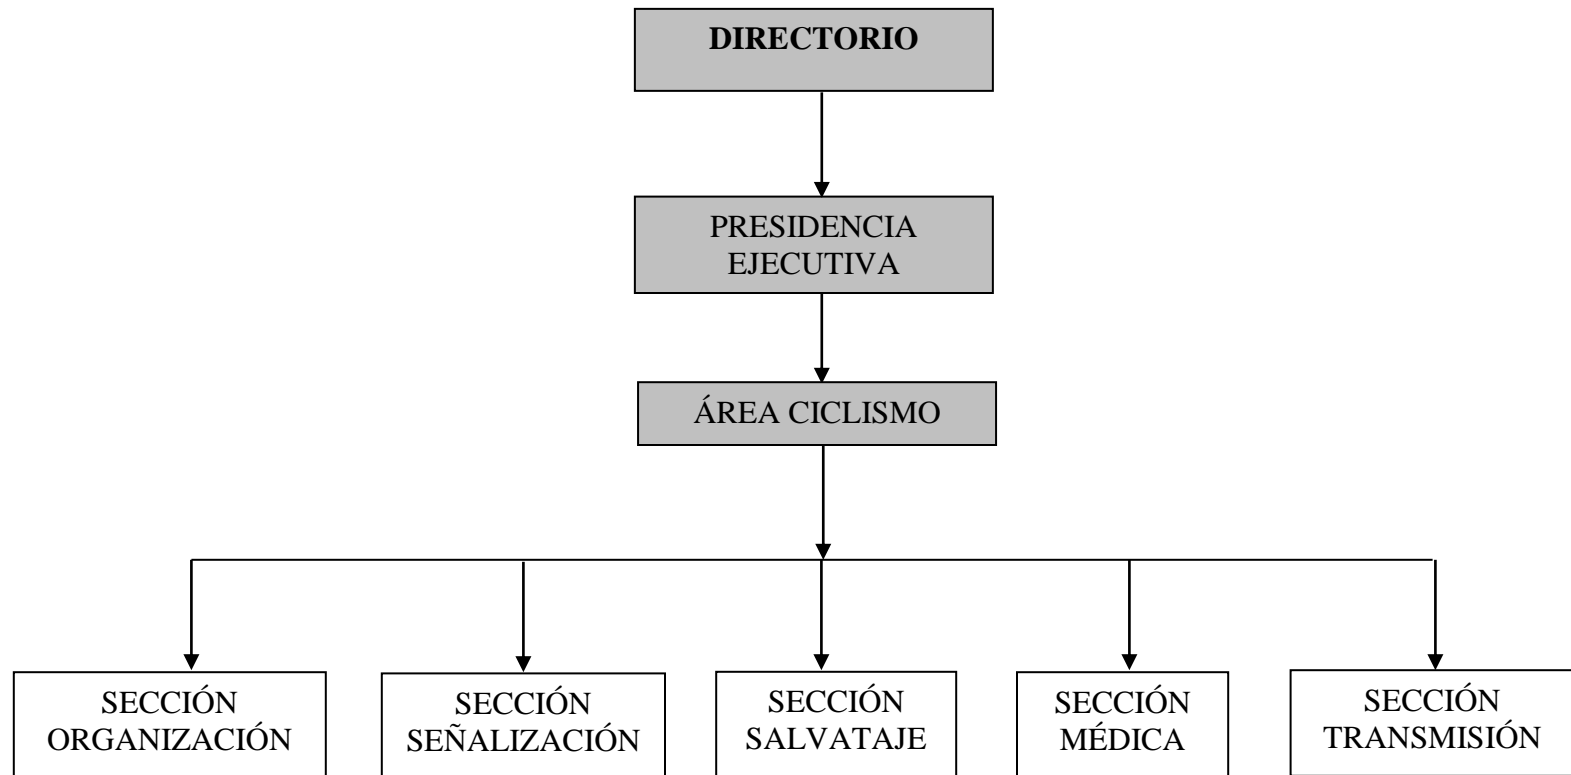 DIRECTORIO
PRESIDENCIA
EJECUTIVA
ÁREA CICLISMO
SECCIÓN
ORGANIZACIÓN
SECCIÓN
SEÑALIZACIÓN
SECCIÓN
SALVATAJE
SECCIÓN
MÉDICA
SECCIÓN
TRANSMISIÓN